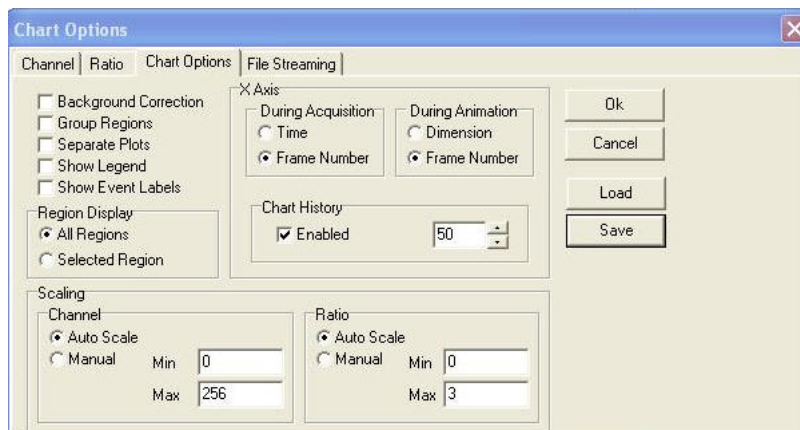 Chart Options
Channel Ratio Chart Options File Streaming
Background Correction
Group Regions
Separate Plots
Show Legend
Show Event Labels
Region Display
All Regions
Selected Region
X Axis
During Acquisition
Time
Frame Number
During Animation
Dimension
Frame Number
Chart History
Enabled 50
Ok
Cancel
Load
Save
Scaling
Channel
Auto Scale
Manual Min 0
Max 256
Ratio
Auto Scale
Manual Min 0
Max 3